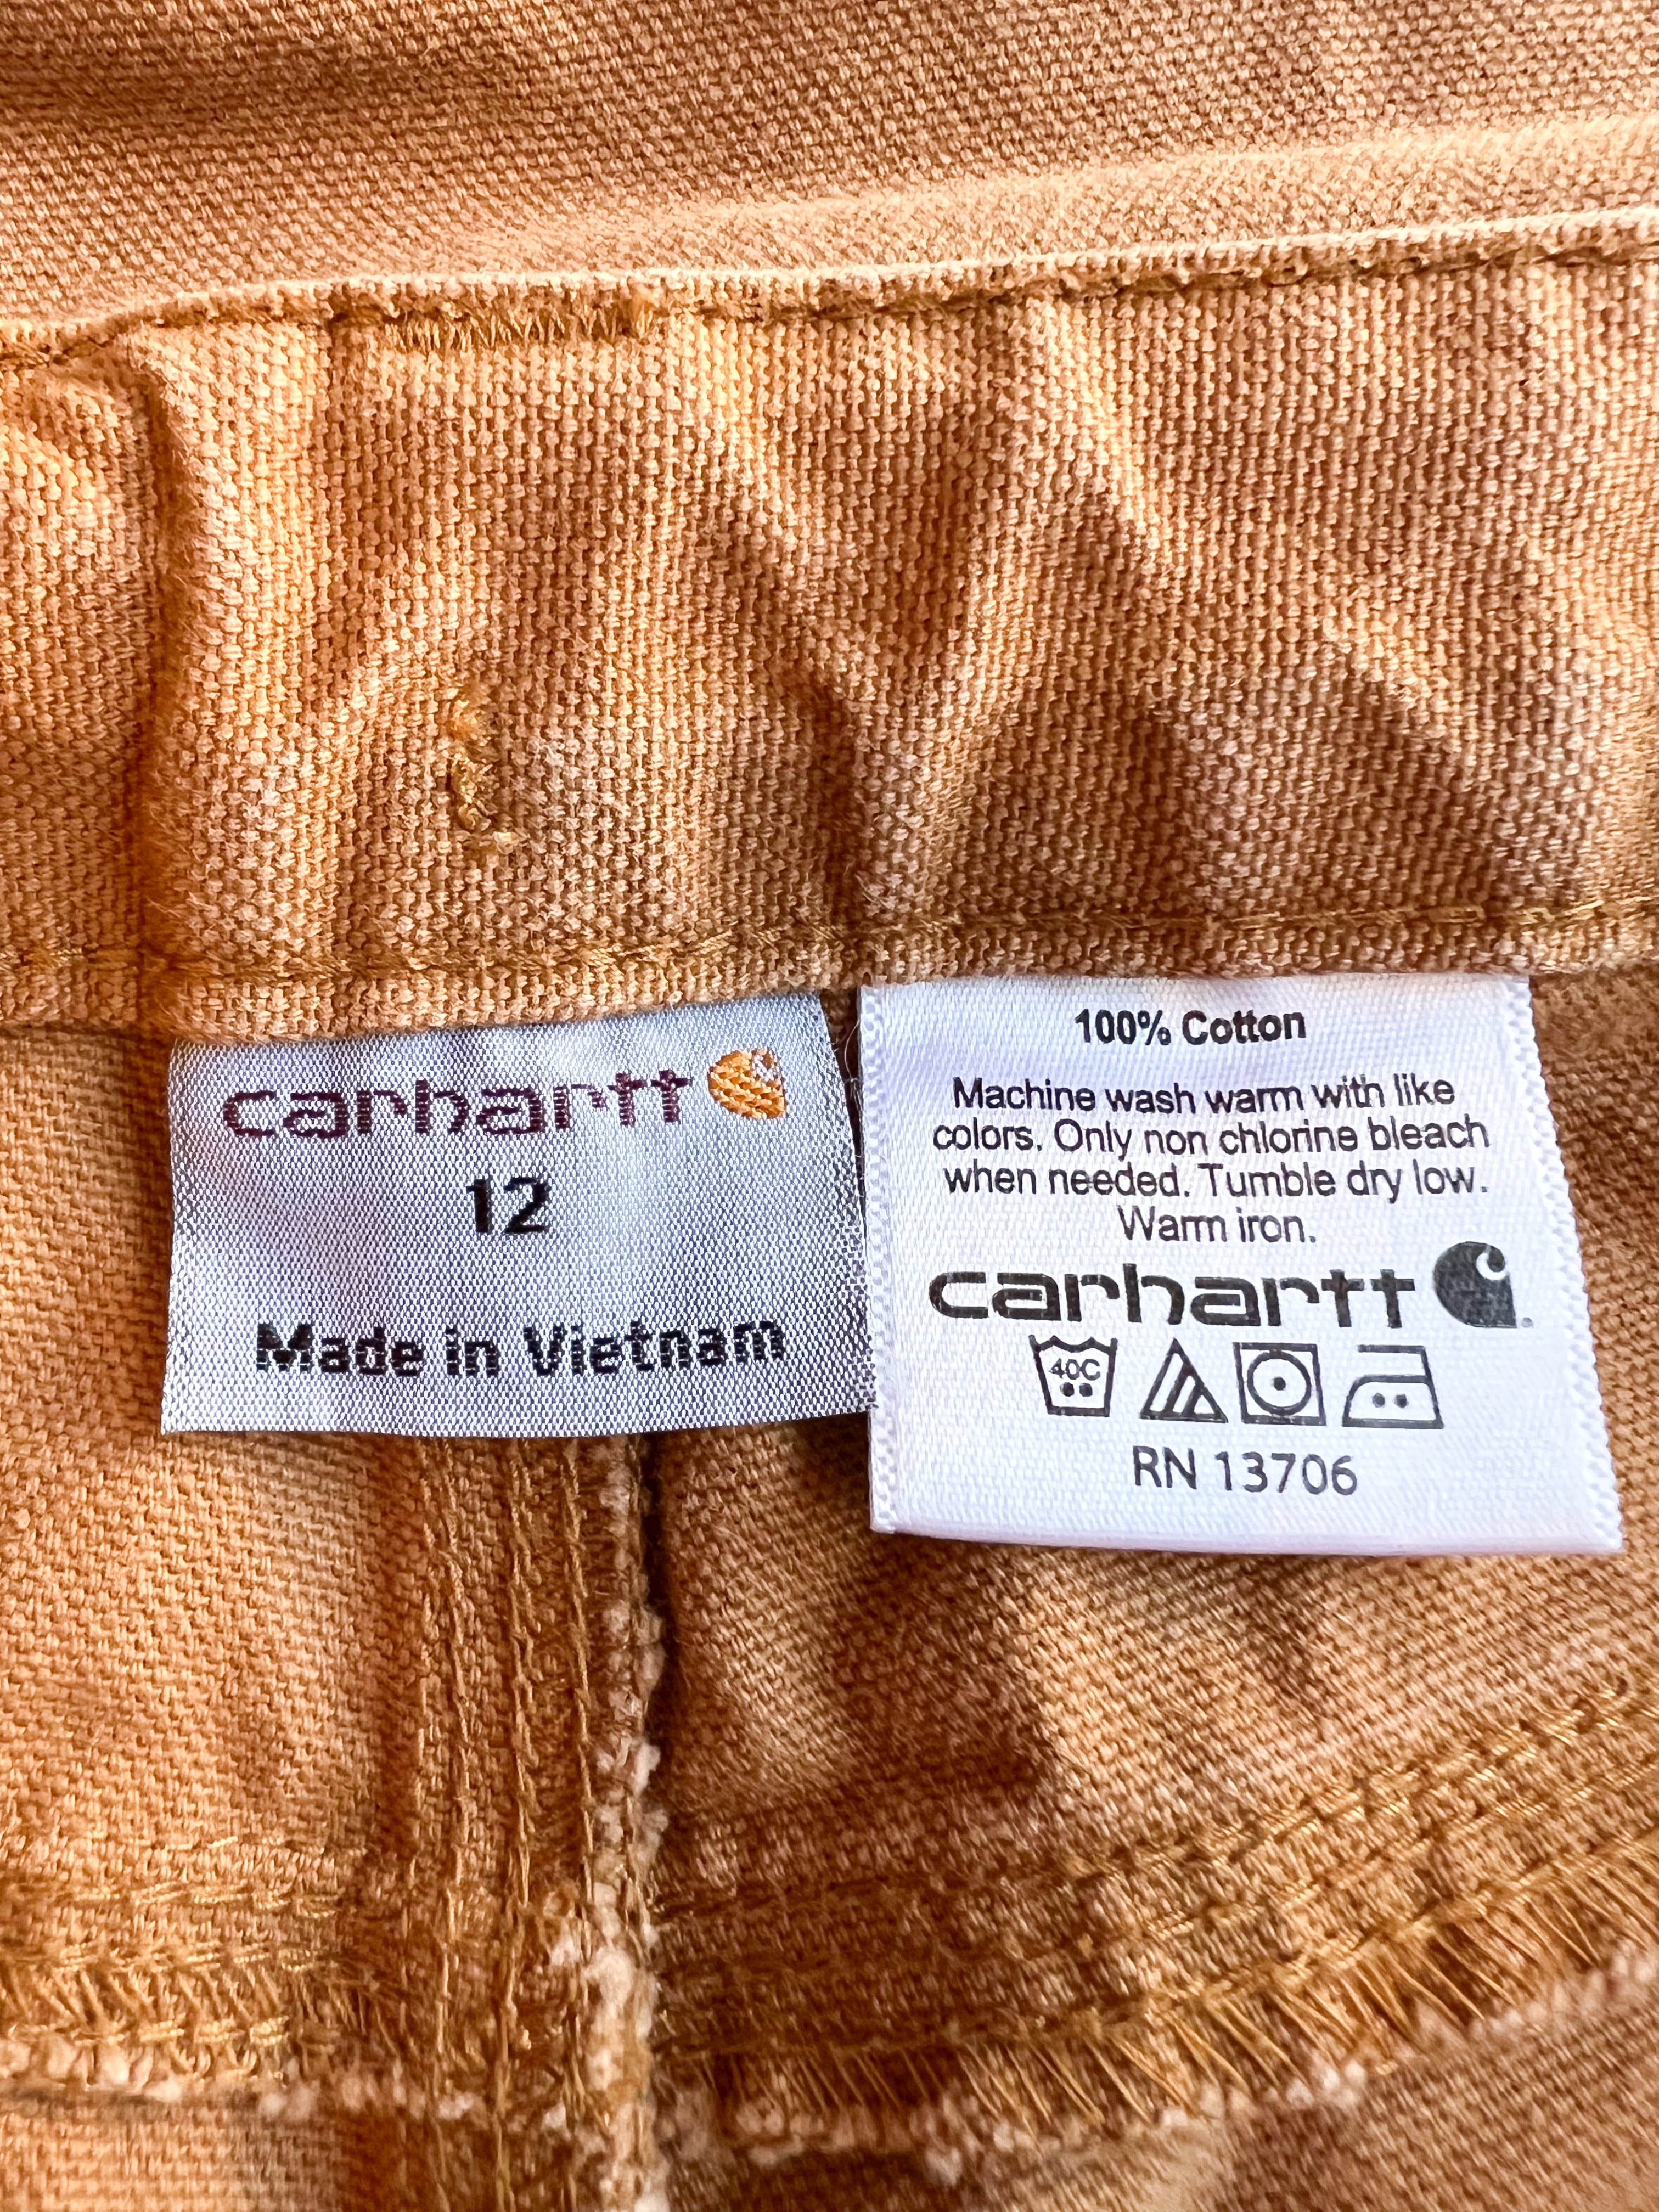 carhartt
12
Made in Vietnam
100% Cotton
Machine wash warm with like
colors. Only non chlorine bleach
when needed. Tumble dry low.
Warm iron.
carhartt
40C
RN 13706